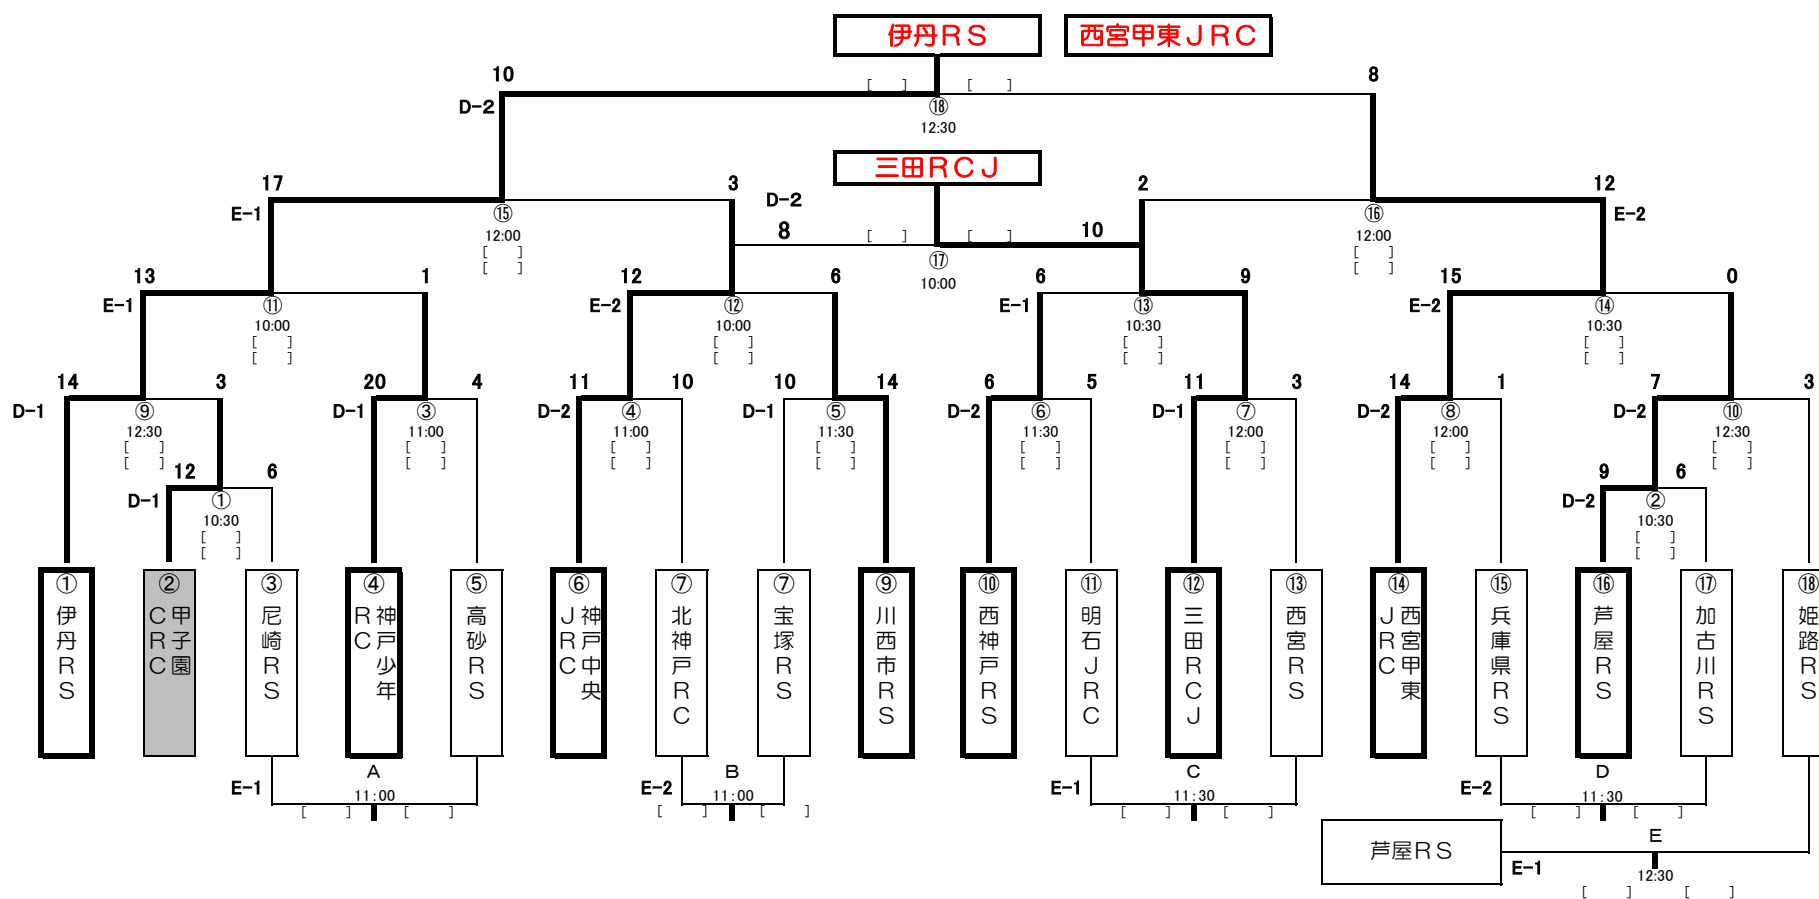 伊丹ＲＳ 西宮甲東ＪＲＣ
10 [ ] [ ] 8
D-2 ⑱
12:30
三田ＲＣＪ
17 3 D-2 2 12
E-1 ⑮ 8 [ ] [ ] 10 ⑯ E-2
12:00 ⑰ 12:00
[ ] [ ]
[ ] 10:00 [ ]
13 1 12 6 6 9 15 0
E-1 ⑪ E-2 ⑫ E-1 ⑬ E-2 ⑭
10:00 10:00 10:30 10:30
[ ] [ ] [ ] [ ]
[ ] [ ] [ ] [ ]
14 3 20 4 11 10 10 14 6 5 11 3 14 1 7 3
D-1 ⑨ D-1 ③ D-2 ④ D-1 ⑤ D-2 ⑥ D-1 ⑦ D-2 ⑧ D-2 ⑩
12:30 11:00 11:00 11:30 11:30 12:00 12:00 12:30
[ ] [ ] [ ] [ ] [ ] [ ] [ ] [ ]
[ ] [ ] [ ] [ ] [ ] [ ] [ ] [ ]
12 6 9 6
D-1 ① D-2 ②
10:30 10:30
[ ] [ ]
[ ] [ ]
① 伊丹ＲＳ
② 甲子園
ＣＲＣ
③ 尼崎ＲＳ
④ 神戸少年
ＲＣ
⑤ 高砂ＲＳ
⑥ 神戸中央
ＪＲＣ
⑦ 北神戸ＲＣ
⑦ 宝塚ＲＳ
⑨ 川西市ＲＳ
⑩ 西神戸ＲＳ
⑪ 明石ＪＲＣ
⑫ 三田ＲＣＪ
⑬ 西宮ＲＳ
⑭ 西宮甲東
ＪＲＣ
⑮ 兵庫県ＲＳ
⑯ 芦屋ＲＳ
⑰ 加古川ＲＳ
⑱ 姫路ＲＳ
A B C D
E-1 11:00 E-2 11:00 E-1 11:30 E-2 11:30
[ ] [ ] [ ] [ ] [ ] [ ] [ ] [ ]
芦屋ＲＳ E
E-1 12:30
[ ] [ ]